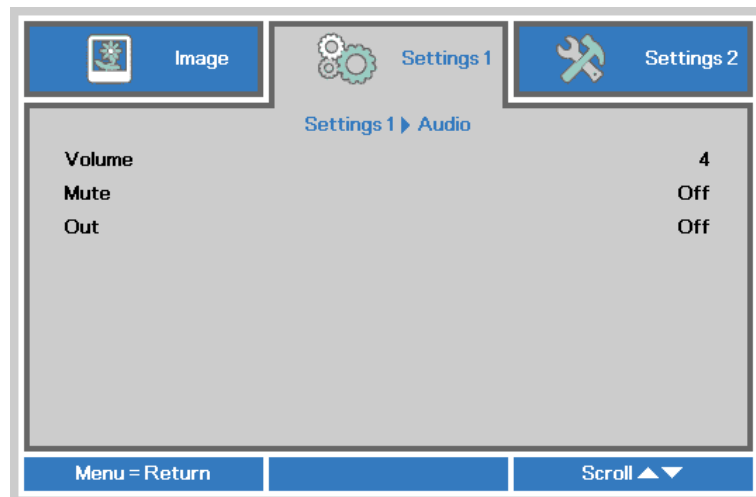 Image
Settings 1
Settings 2
Settings 1 ▶ Audio
Volume 4
Mute Off
Out Off
Menu = Return
Scroll ▲▼